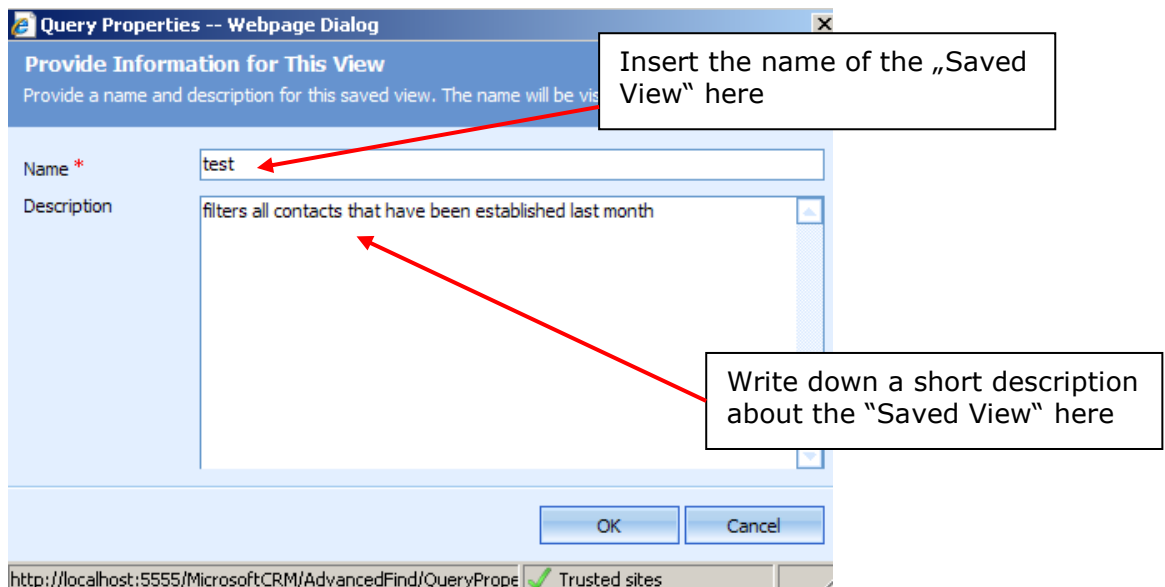 Query Properties -- Webpage Dialog
Provide Information for This View
Provide a name and description for this saved view. The name will be
Insert the name of the „Saved
View“ here
Name *
test
Description
filters all contacts that have been established last month
Write down a short description
about the “Saved View“ here
OK
Cancel
http://localhost:5555/MicrosoftCRM/AdvancedFind/QueryPrope
Trusted sites